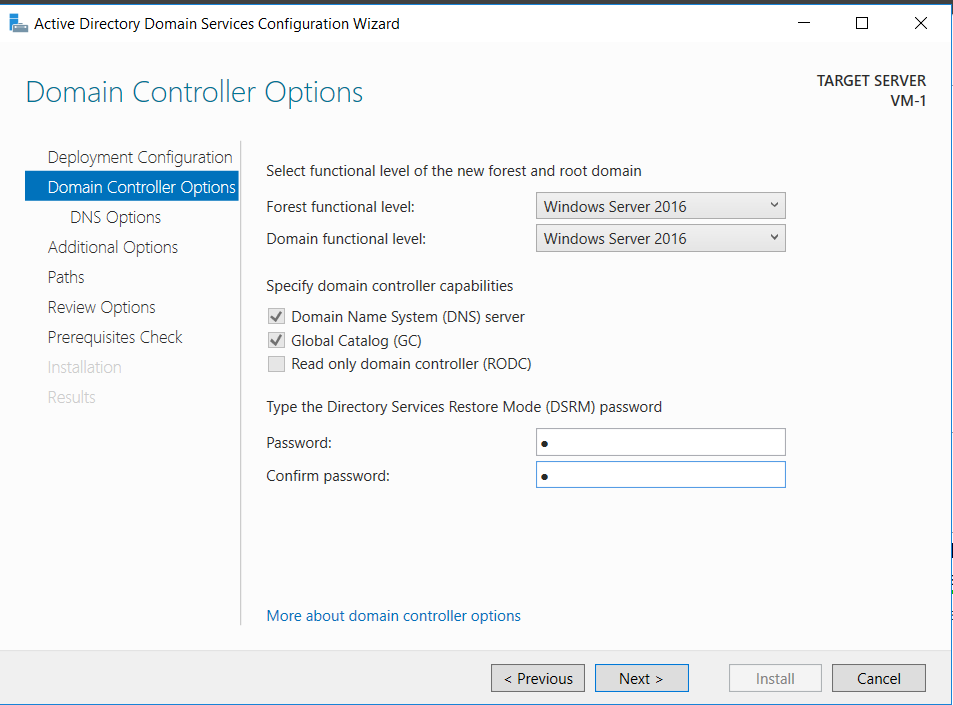 Active Directory Domain Services Configuration Wizard
Domain Controller Options
TARGET SERVER
VM-1
Deployment Configuration
Domain Controller Options
DNS Options
Additional Options
Paths
Review Options
Prerequisites Check
Installation
Results
Select functional level of the new forest and root domain
Forest functional level: Windows Server 2016
Domain functional level: Windows Server 2016
Specify domain controller capabilities
Domain Name System (DNS) server
Global Catalog (GC)
Read only domain controller (RODC)
Type the Directory Services Restore Mode (DSRM) password
Password: ●
Confirm password: ●
More about domain controller options
< Previous Next > Install Cancel